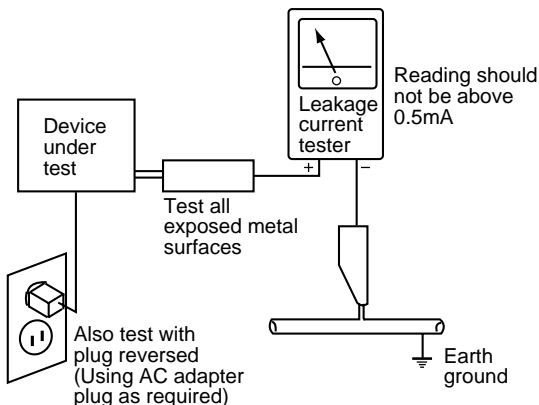 Device
under
test
Leakage
current
tester
+
–
Reading should
not be above
0.5mA
Test all
exposed metal
surfaces
Also test with
plug reversed
(Using AC adapter
plug as required)
Earth
ground